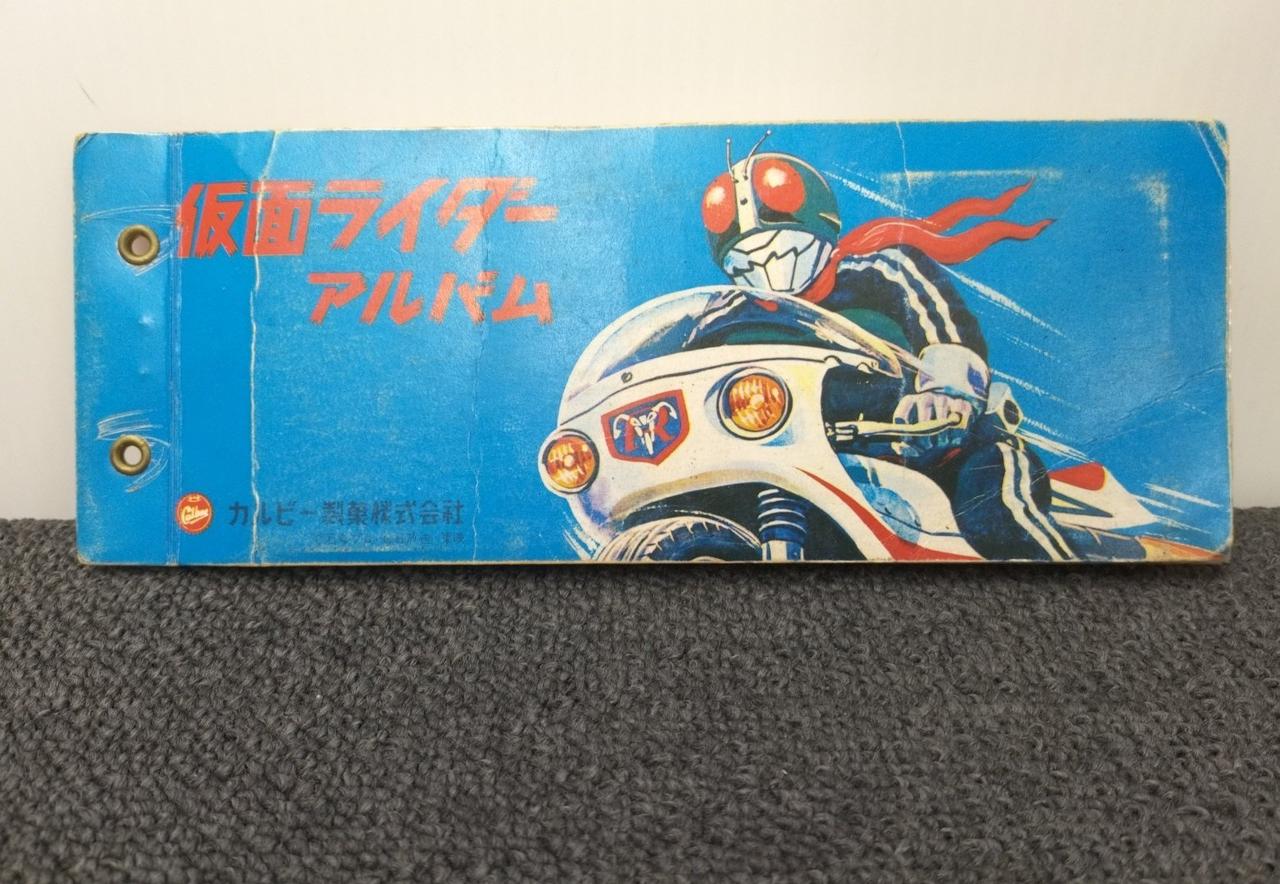 仮面ライダー
アルバム
Calbee
カルビー製菓株式会社